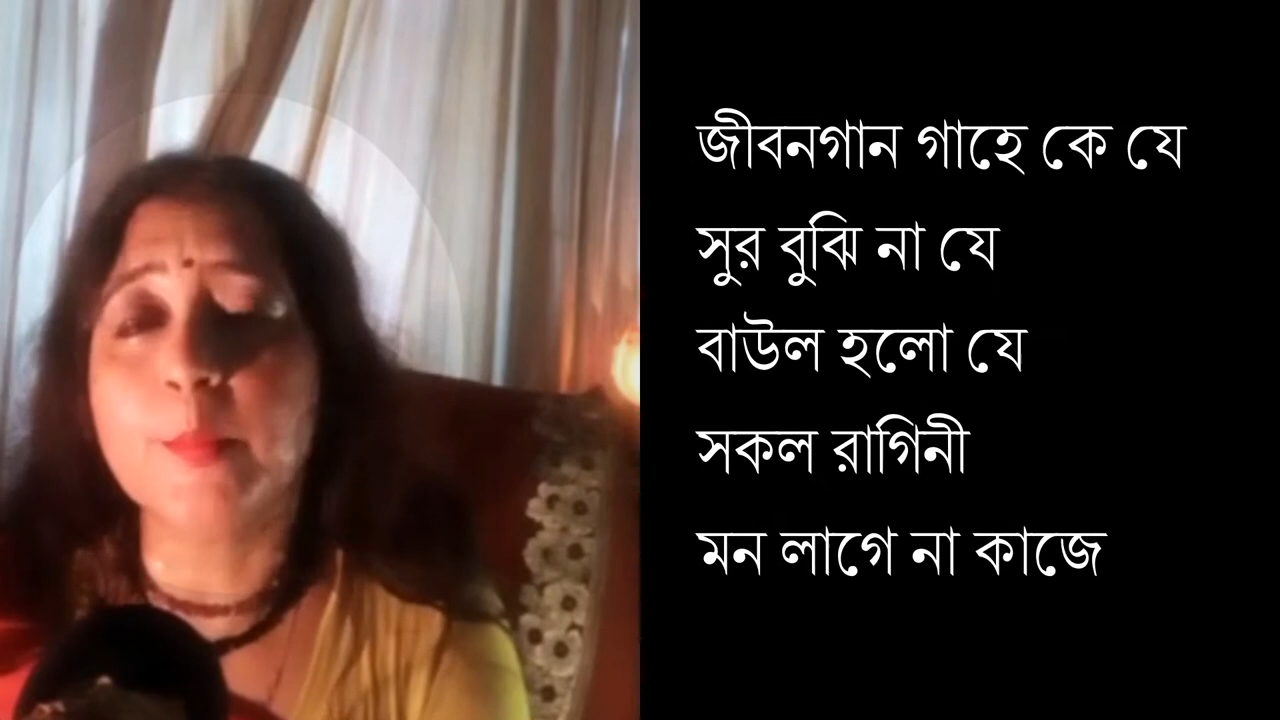 জীবনগান গাহে কে যে
সুর বুঝি না যে
বাউল হলো যে
সকল রাগিনী
মন লাগে না কাজে